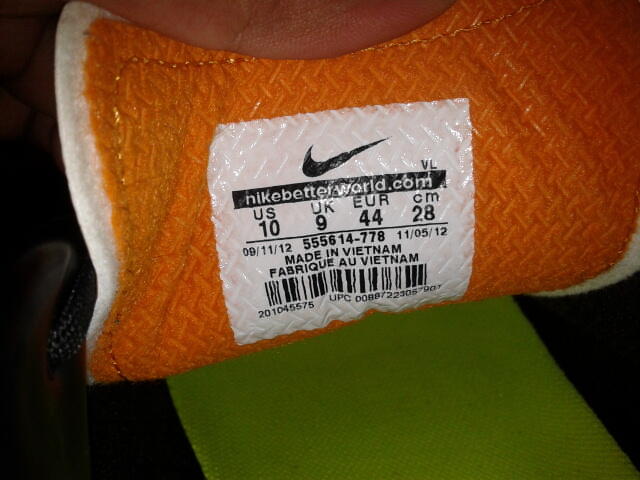 VL
nikebetterworld.com
US UK EUR cm
10 9 44 28
09/11/12 555614-778 11/05/12
MADE IN VIETNAM
FABRIQUE AU VIETNAM
201045575 UPC